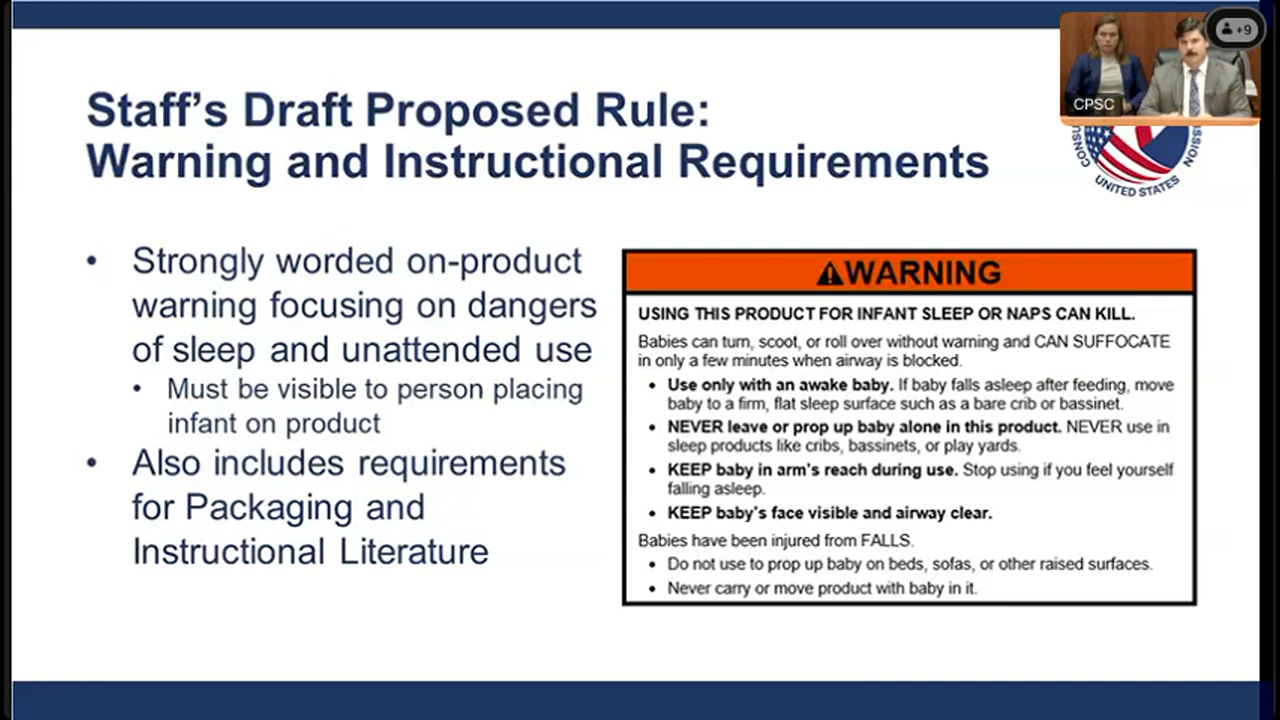 +9
CPSC
Staff's Draft Proposed Rule:
Warning and Instructional Requirements
UNITED STATES
• Strongly worded on-product
warning focusing on dangers
of sleep and unattended use
• Must be visible to person placing
infant on product
• Also includes requirements
for Packaging and
Instructional Literature
⚠WARNING
USING THIS PRODUCT FOR INFANT SLEEP OR NAPS CAN KILL.
Babies can turn, scoot, or roll over without warning and CAN SUFFOCATE
in only a few minutes when airway is blocked.
• Use only with an awake baby. If baby falls asleep after feeding, move
baby to a firm, flat sleep surface such as a bare crib or bassinet.
• NEVER leave or prop up baby alone in this product. NEVER use in
sleep products like cribs, bassinets, or play yards.
• KEEP baby in arm's reach during use. Stop using if you feel yourself
falling asleep.
• KEEP baby's face visible and airway clear.
Babies have been injured from FALLS.
• Do not use to prop up baby on beds, sofas, or other raised surfaces.
• Never carry or move product with baby in it.